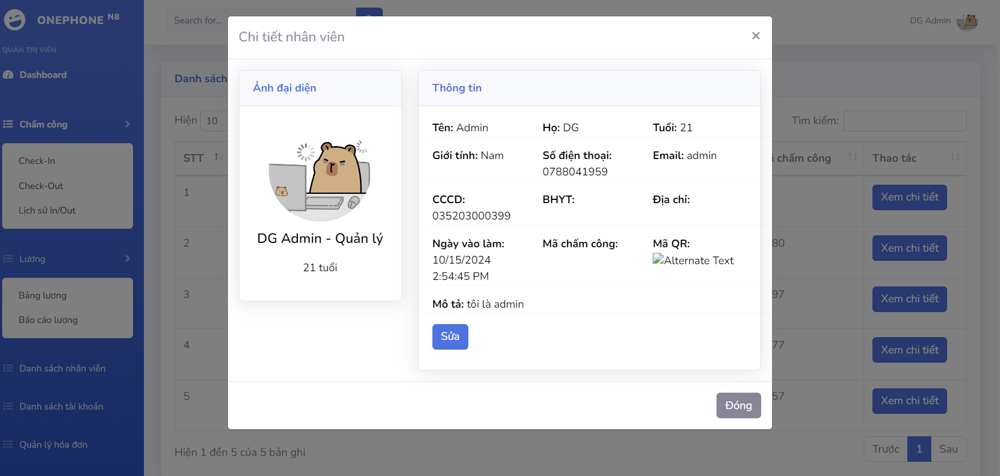 ONEPHONE N8
QUẢN TRỊ VIÊN
Dashboard
Chấm công
Check-In
Check-Out
Lịch sử In/Out
Lương
Bảng lương
Báo cáo lương
Danh sách nhân viên
Danh sách tài khoản
Quản lý hóa đơn
Search for...
DG Admin
Danh sách
Hiện 10
Tìm kiếm:
STT
chấm công
Thao tác
1
Xem chi tiết
2
80
Xem chi tiết
3
97
Xem chi tiết
4
77
Xem chi tiết
5
57
Xem chi tiết
Hiện 1 đến 5 của 5 bản ghi
Trước 1 Sau
Chi tiết nhân viên
×
Ảnh đại diện
DG Admin - Quản lý
21 tuổi
Thông tin
Tên: Admin
Họ: DG
Tuổi: 21
Giới tính: Nam
Số điện thoại:
0788041959
Email: admin
CCCD:
035203000399
BHYT:
Địa chỉ:
Ngày vào làm:
10/15/2024
2:54:45 PM
Mã chấm công:
Mã QR:
Alternate Text
Mô tả: tôi là admin
Sửa
Đóng